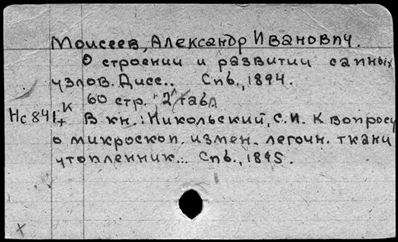 Моисеев, Александр Иванович.
О строении и развитии сапных
узлов. Дисс.. Спб., 1894.
60 стр. 2 табл
Нс 841 к
+ В кн.: Никольский, С.И. К вопросу
о микроскоп. измен. легочн. ткани
утопленник... Спб., 1895.